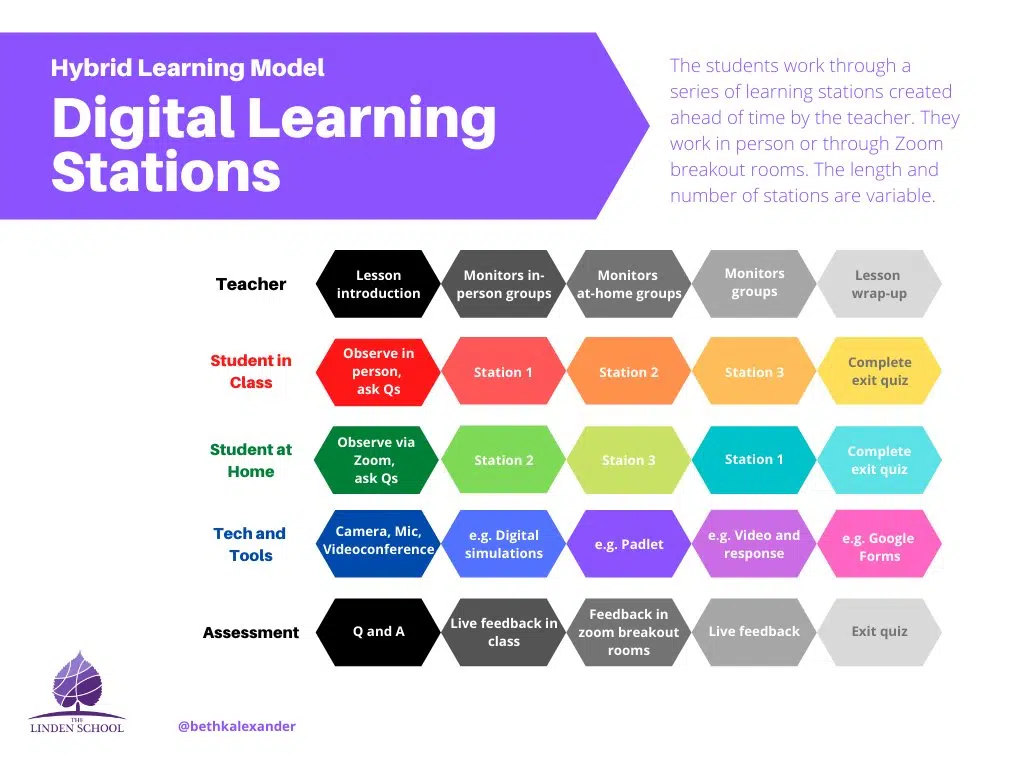 Hybrid Learning Model
Digital Learning
Stations
The students work through a
series of learning stations created
ahead of time by the teacher. They
work in person or through Zoom
breakout rooms. The length and
number of stations are variable.
Teacher
Lesson
introduction
Monitors in-
person groups
Monitors
at-home groups
Monitors
groups
Lesson
wrap-up
Student in
Class
Observe in
person,
ask Qs
Station 1
Station 2
Station 3
Complete
exit quiz
Student at
Home
Observe via
Zoom,
ask Qs
Station 2
Staion 3
Station 1
Complete
exit quiz
Tech and
Tools
Camera, Mic,
Videoconference
e.g. Digital
simulations
e.g. Padlet
e.g. Video and
response
e.g. Google
Forms
Assessment
Q and A
Live feedback in
class
Feedback in
zoom breakout
rooms
Live feedback
Exit quiz
THE
LINDEN SCHOOL
@bethkalexander